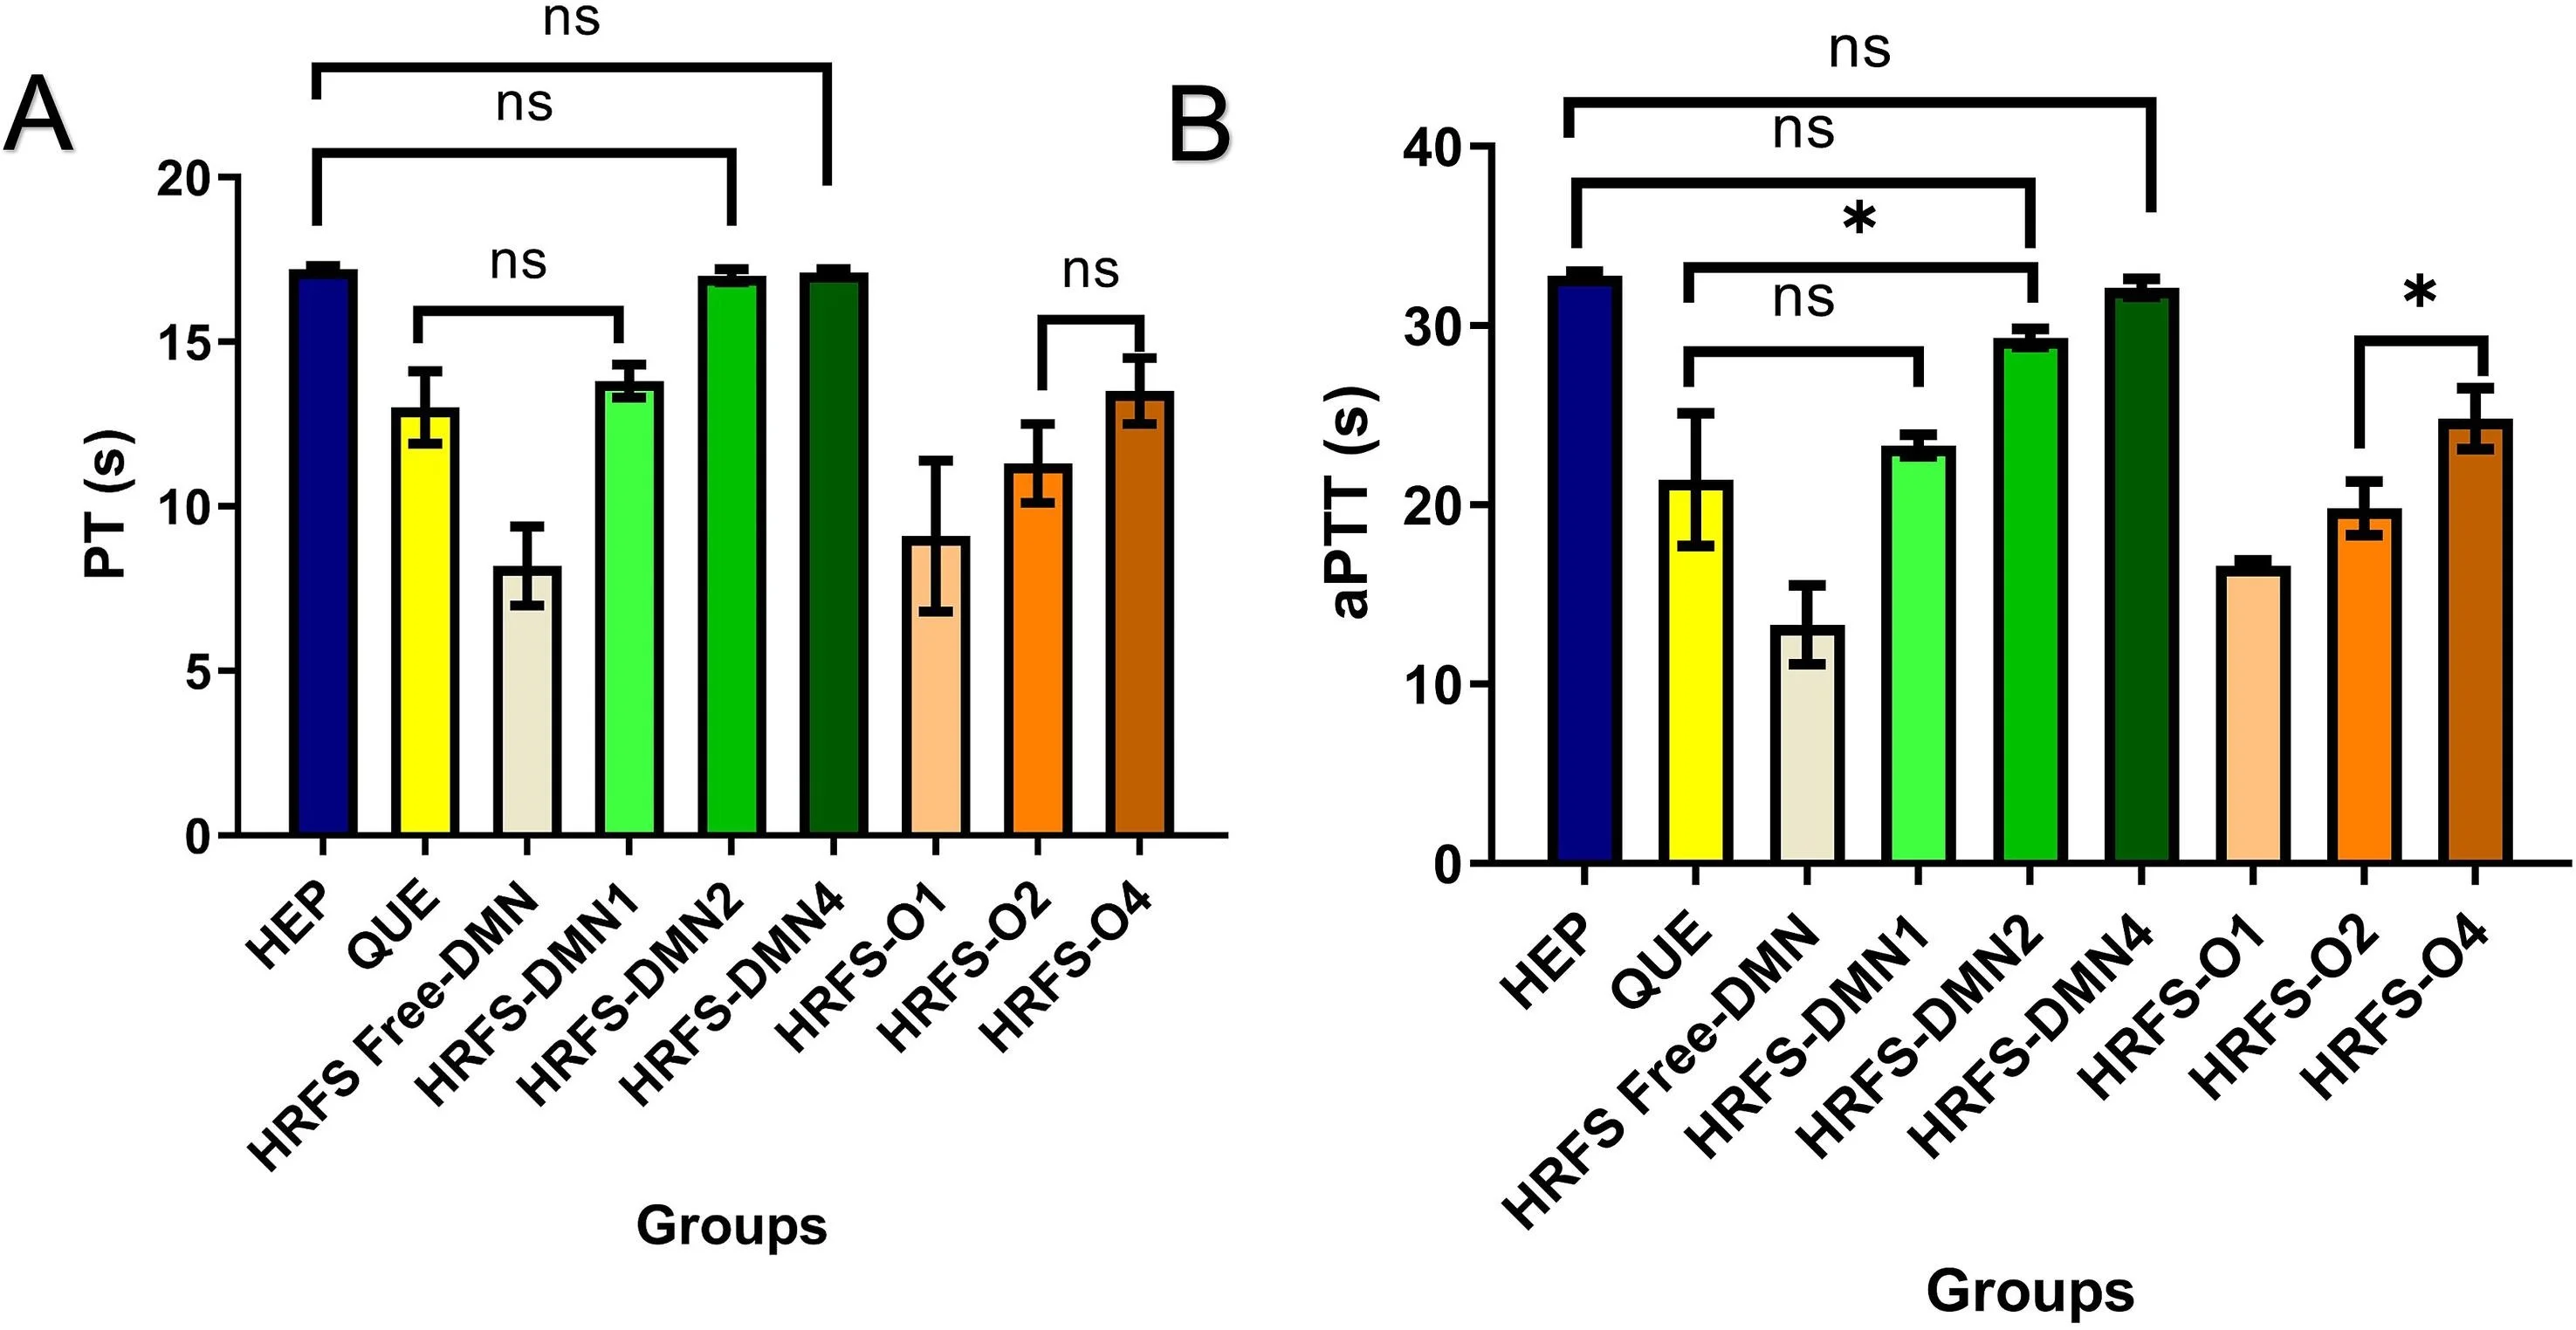 A
ns
ns
ns
ns
PT (s)
20
15
10
5
0
HEP
QUE
HRFS Free-DMN
HRFS-DMN1
HRFS-DMN2
HRFS-DMN4
HRFS-O1
HRFS-O2
HRFS-O4
Groups
B
ns
ns
*
ns
*
aPTT (s)
40
30
20
10
0
HEP
QUE
HRFS Free-DMN
HRFS-DMN1
HRFS-DMN2
HRFS-DMN4
HRFS-O1
HRFS-O2
HRFS-O4
Groups